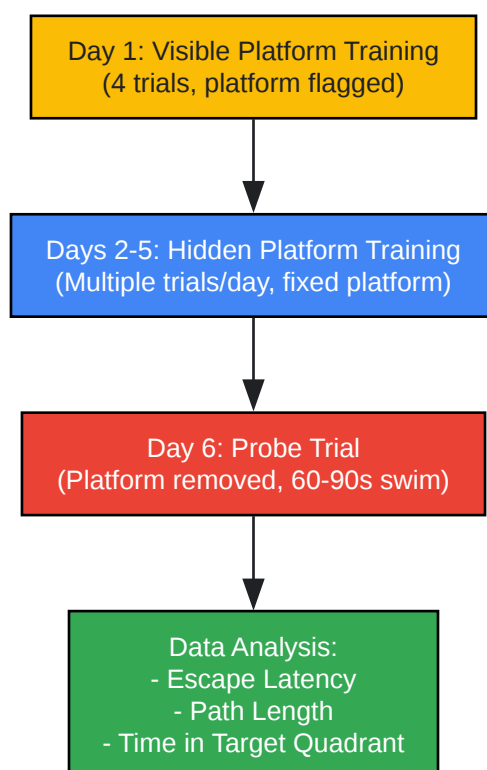 Day 1: Visible Platform Training
(4 trials, platform flagged)
Days 2-5: Hidden Platform Training
(Multiple trials/day, fixed platform)
Day 6: Probe Trial
(Platform removed, 60-90s swim)
Data Analysis:
- Escape Latency
- Path Length
- Time in Target Quadrant